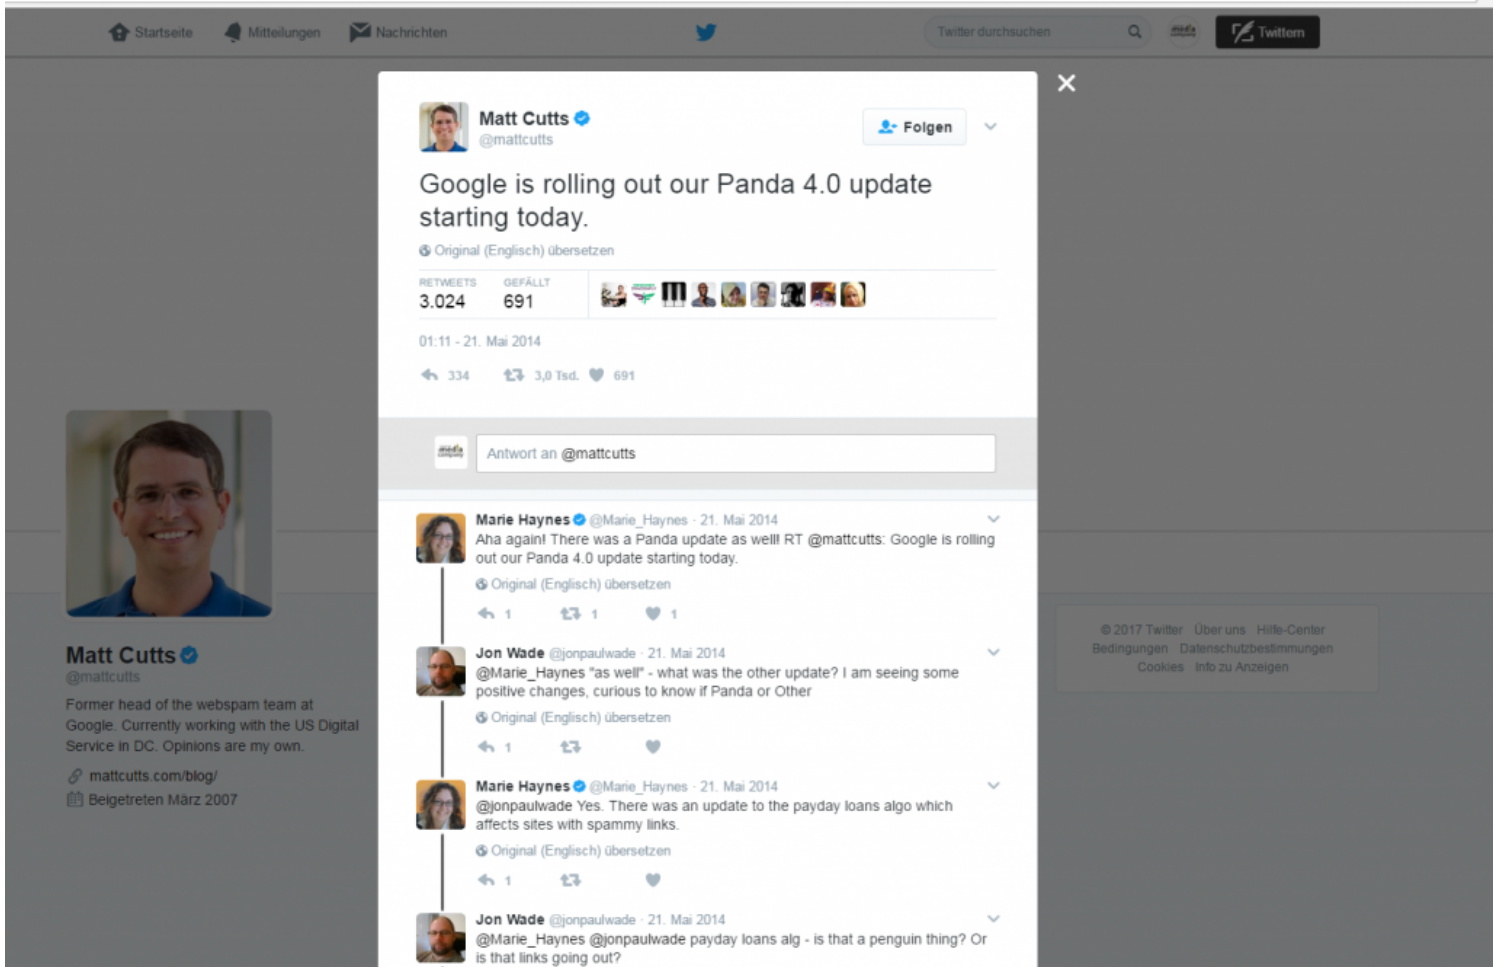 Startseite
Mitteilungen
Nachrichten
Twitter durchsuchen
media
company
Twittern
Matt Cutts
@mattcutts
Folgen
Google is rolling out our Panda 4.0 update
starting today.
Original (Englisch) übersetzen
RETWEETS
3.024
GEFÄLLT
691
01:11 - 21. Mai 2014
334
3,0 Tsd.
691
media
company
Antwort an @mattcutts
Marie Haynes @Marie_Haynes · 21. Mai 2014
Aha again! There was a Panda update as well! RT @mattcutts: Google is rolling
out our Panda 4.0 update starting today.
Original (Englisch) übersetzen
1 1 1
Jon Wade @jonpaulwade · 21. Mai 2014
@Marie_Haynes "as well" - what was the other update? I am seeing some
positive changes, curious to know if Panda or Other
Original (Englisch) übersetzen
1
Marie Haynes @Marie_Haynes · 21. Mai 2014
@jonpaulwade Yes. There was an update to the payday loans algo which
affects sites with spammy links.
Original (Englisch) übersetzen
1
Jon Wade @jonpaulwade · 21. Mai 2014
@Marie_Haynes @jonpaulwade payday loans alg - is that a penguin thing? Or
is that links going out?
Matt Cutts
@mattcutts
Former head of the webspam team at
Google. Currently working with the US Digital
Service in DC. Opinions are my own.
mattcutts.com/blog/
Beigetreten März 2007
© 2017 Twitter Über uns Hilfe-Center
Bedingungen Datenschutzbestimmungen
Cookies Info zu Anzeigen